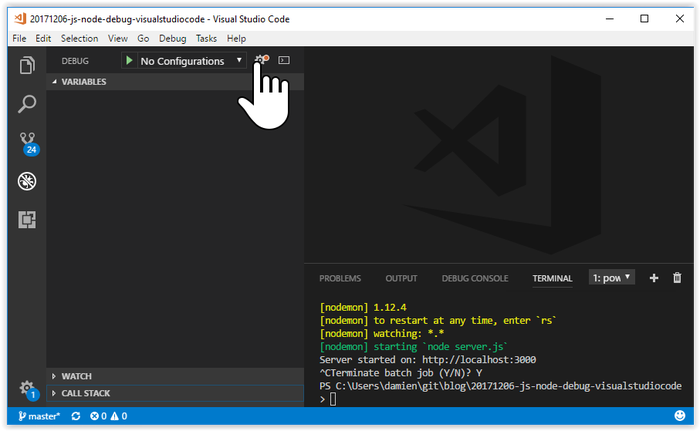 20171206-js-node-debug-visualstudiocode - Visual Studio Code
File Edit Selection View Go Debug Tasks Help
DEBUG No Configurations
VARIABLES
24
PROBLEMS OUTPUT DEBUG CONSOLE TERMINAL 1: pow
[nodemon] 1.12.4
[nodemon] to restart at any time, enter `rs`
[nodemon] watching: *.*
[nodemon] starting `node server.js`
Server started on: http://localhost:3000
^CTerminate batch job (Y/N)? Y
PS C:\Users\damien\git\blog\20171206-js-node-debug-visualstudiocode
>
WATCH
CALL STACK
1
master* 0 0